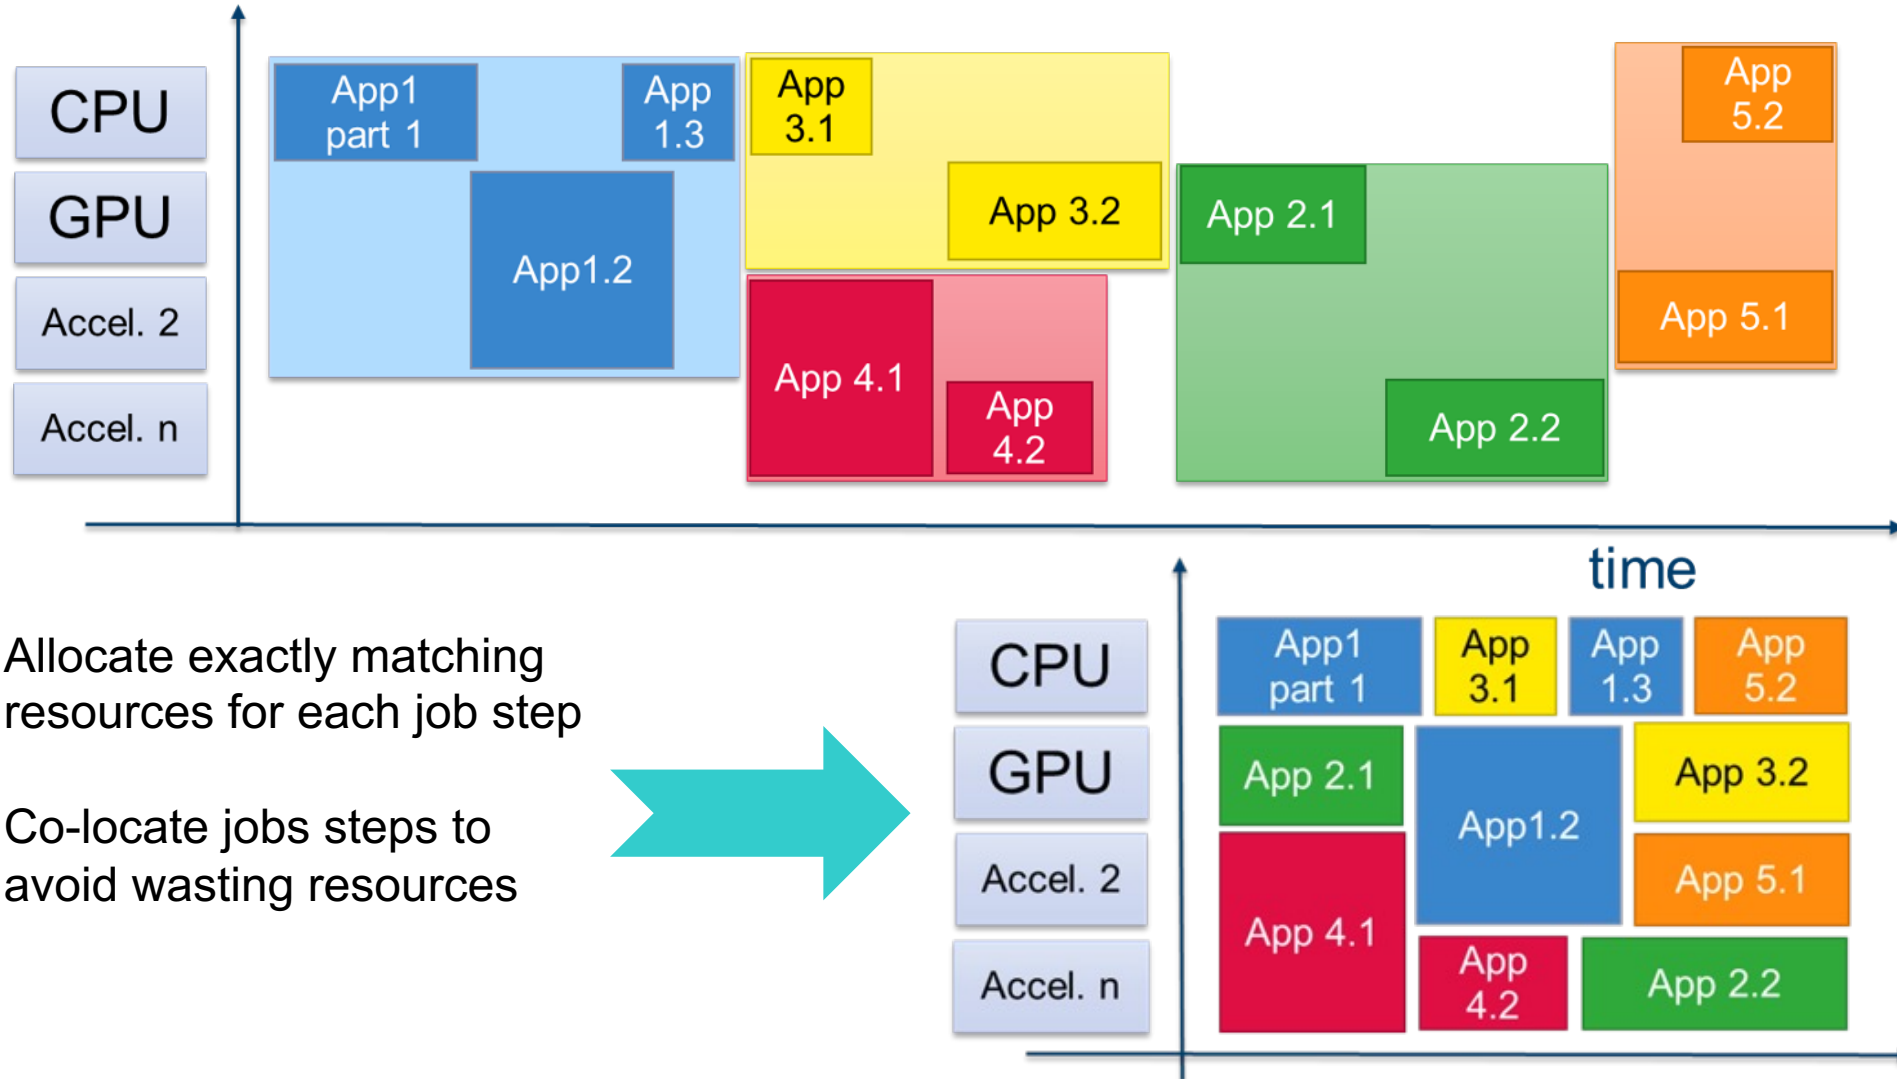 CPU
GPU
Accel. 2
Accel. n
App1
part 1
App
1.3
App1.2
App
3.1
App 3.2
App 4.1
App
4.2
App 2.1
App 2.2
App
5.2
App 5.1
time
Allocate exactly matching
resources for each job step
Co-locate jobs steps to
avoid wasting resources
CPU
GPU
Accel. 2
Accel. n
App1
part 1
App
3.1
App
1.3
App
5.2
App 2.1
App1.2
App 3.2
App 4.1
App 5.1
App
4.2
App 2.2